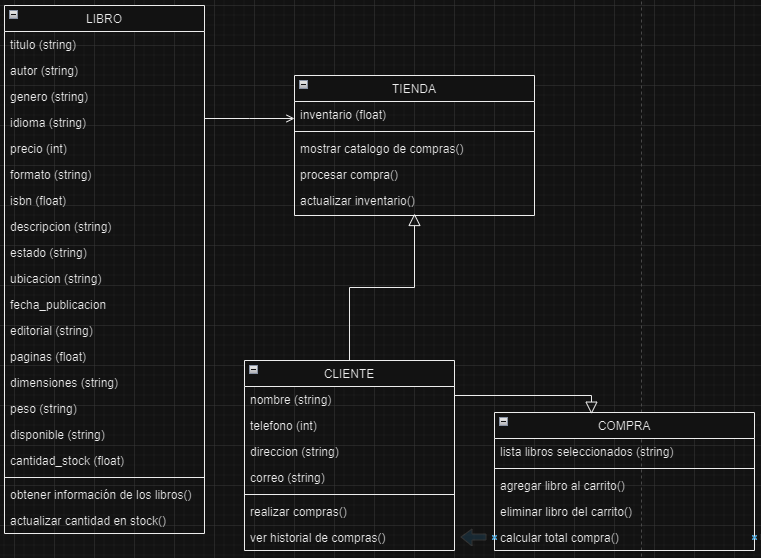 LIBRO
titulo (string)
autor (string)
genero (string)
idioma (string)
precio (int)
formato (string)
isbn (float)
descripcion (string)
estado (string)
ubicacion (string)
fecha_publicacion
editorial (string)
paginas (float)
dimensiones (string)
peso (string)
disponible (string)
cantidad_stock (float)
obtener información de los libros()
actualizar cantidad en stock()
TIENDA
inventario (float)
mostrar catalogo de compras()
procesar compra()
actualizar inventario()
CLIENTE
nombre (string)
telefono (int)
direccion (string)
correo (string)
realizar compras()
ver historial de compras()
COMPRA
lista libros seleccionados (string)
agregar libro al carrito()
eliminar libro del carrito()
calcular total compra()